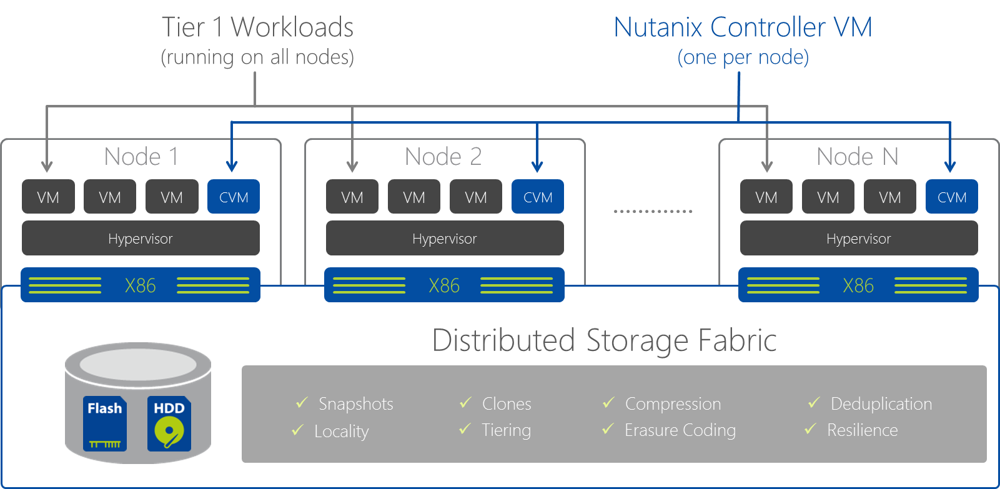 Tier 1 Workloads
(running on all nodes)
Nutanix Controller VM
(one per node)
Node 1
VM VM VM CVM
Hypervisor
X86
Node 2
VM VM VM CVM
Hypervisor
X86
.............
Node N
VM VM VM CVM
Hypervisor
X86
Distributed Storage Fabric
Flash HDD
✓ Snapshots ✓ Clones ✓ Compression ✓ Deduplication
✓ Locality ✓ Tiering ✓ Erasure Coding ✓ Resilience